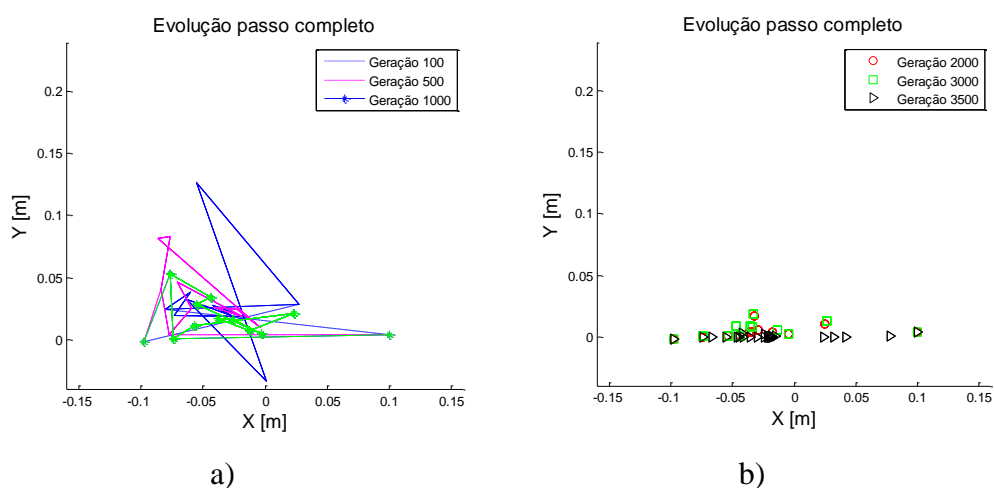 Evolução passo completo
Geração 100
Geração 500
Geração 1000
0.2
0.15
0.1
0.05
0
Y [m]
-0.15 -0.1 -0.05 0 0.05 0.1 0.15
X [m]
a)
Evolução passo completo
Geração 2000
Geração 3000
Geração 3500
0.2
0.15
0.1
0.05
0
Y [m]
-0.15 -0.1 -0.05 0 0.05 0.1 0.15
X [m]
b)